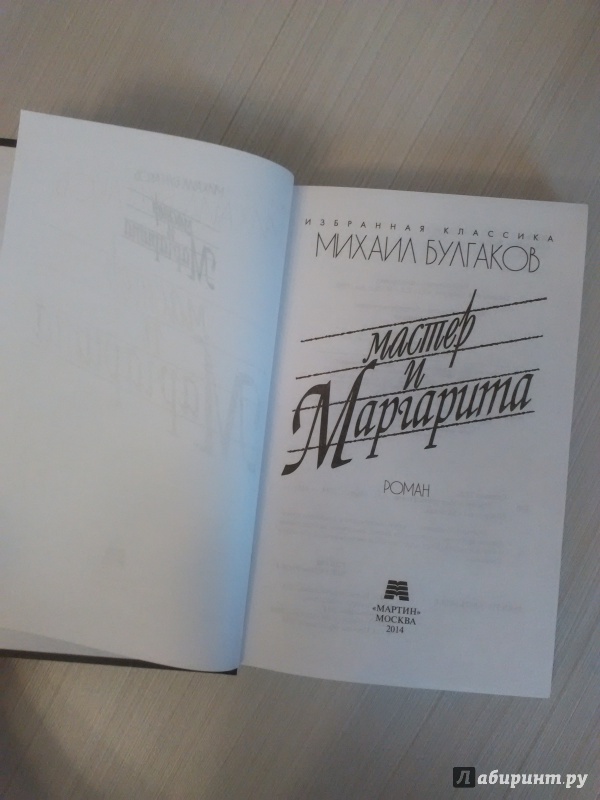 ИЗБРАННАЯ КЛАССИКА
МИХАИЛ БУЛГАКОВ
мастер
и
Маргарита
РОМАН
«МАРТИН»
МОСКВА
2014
Лабиринт.ру